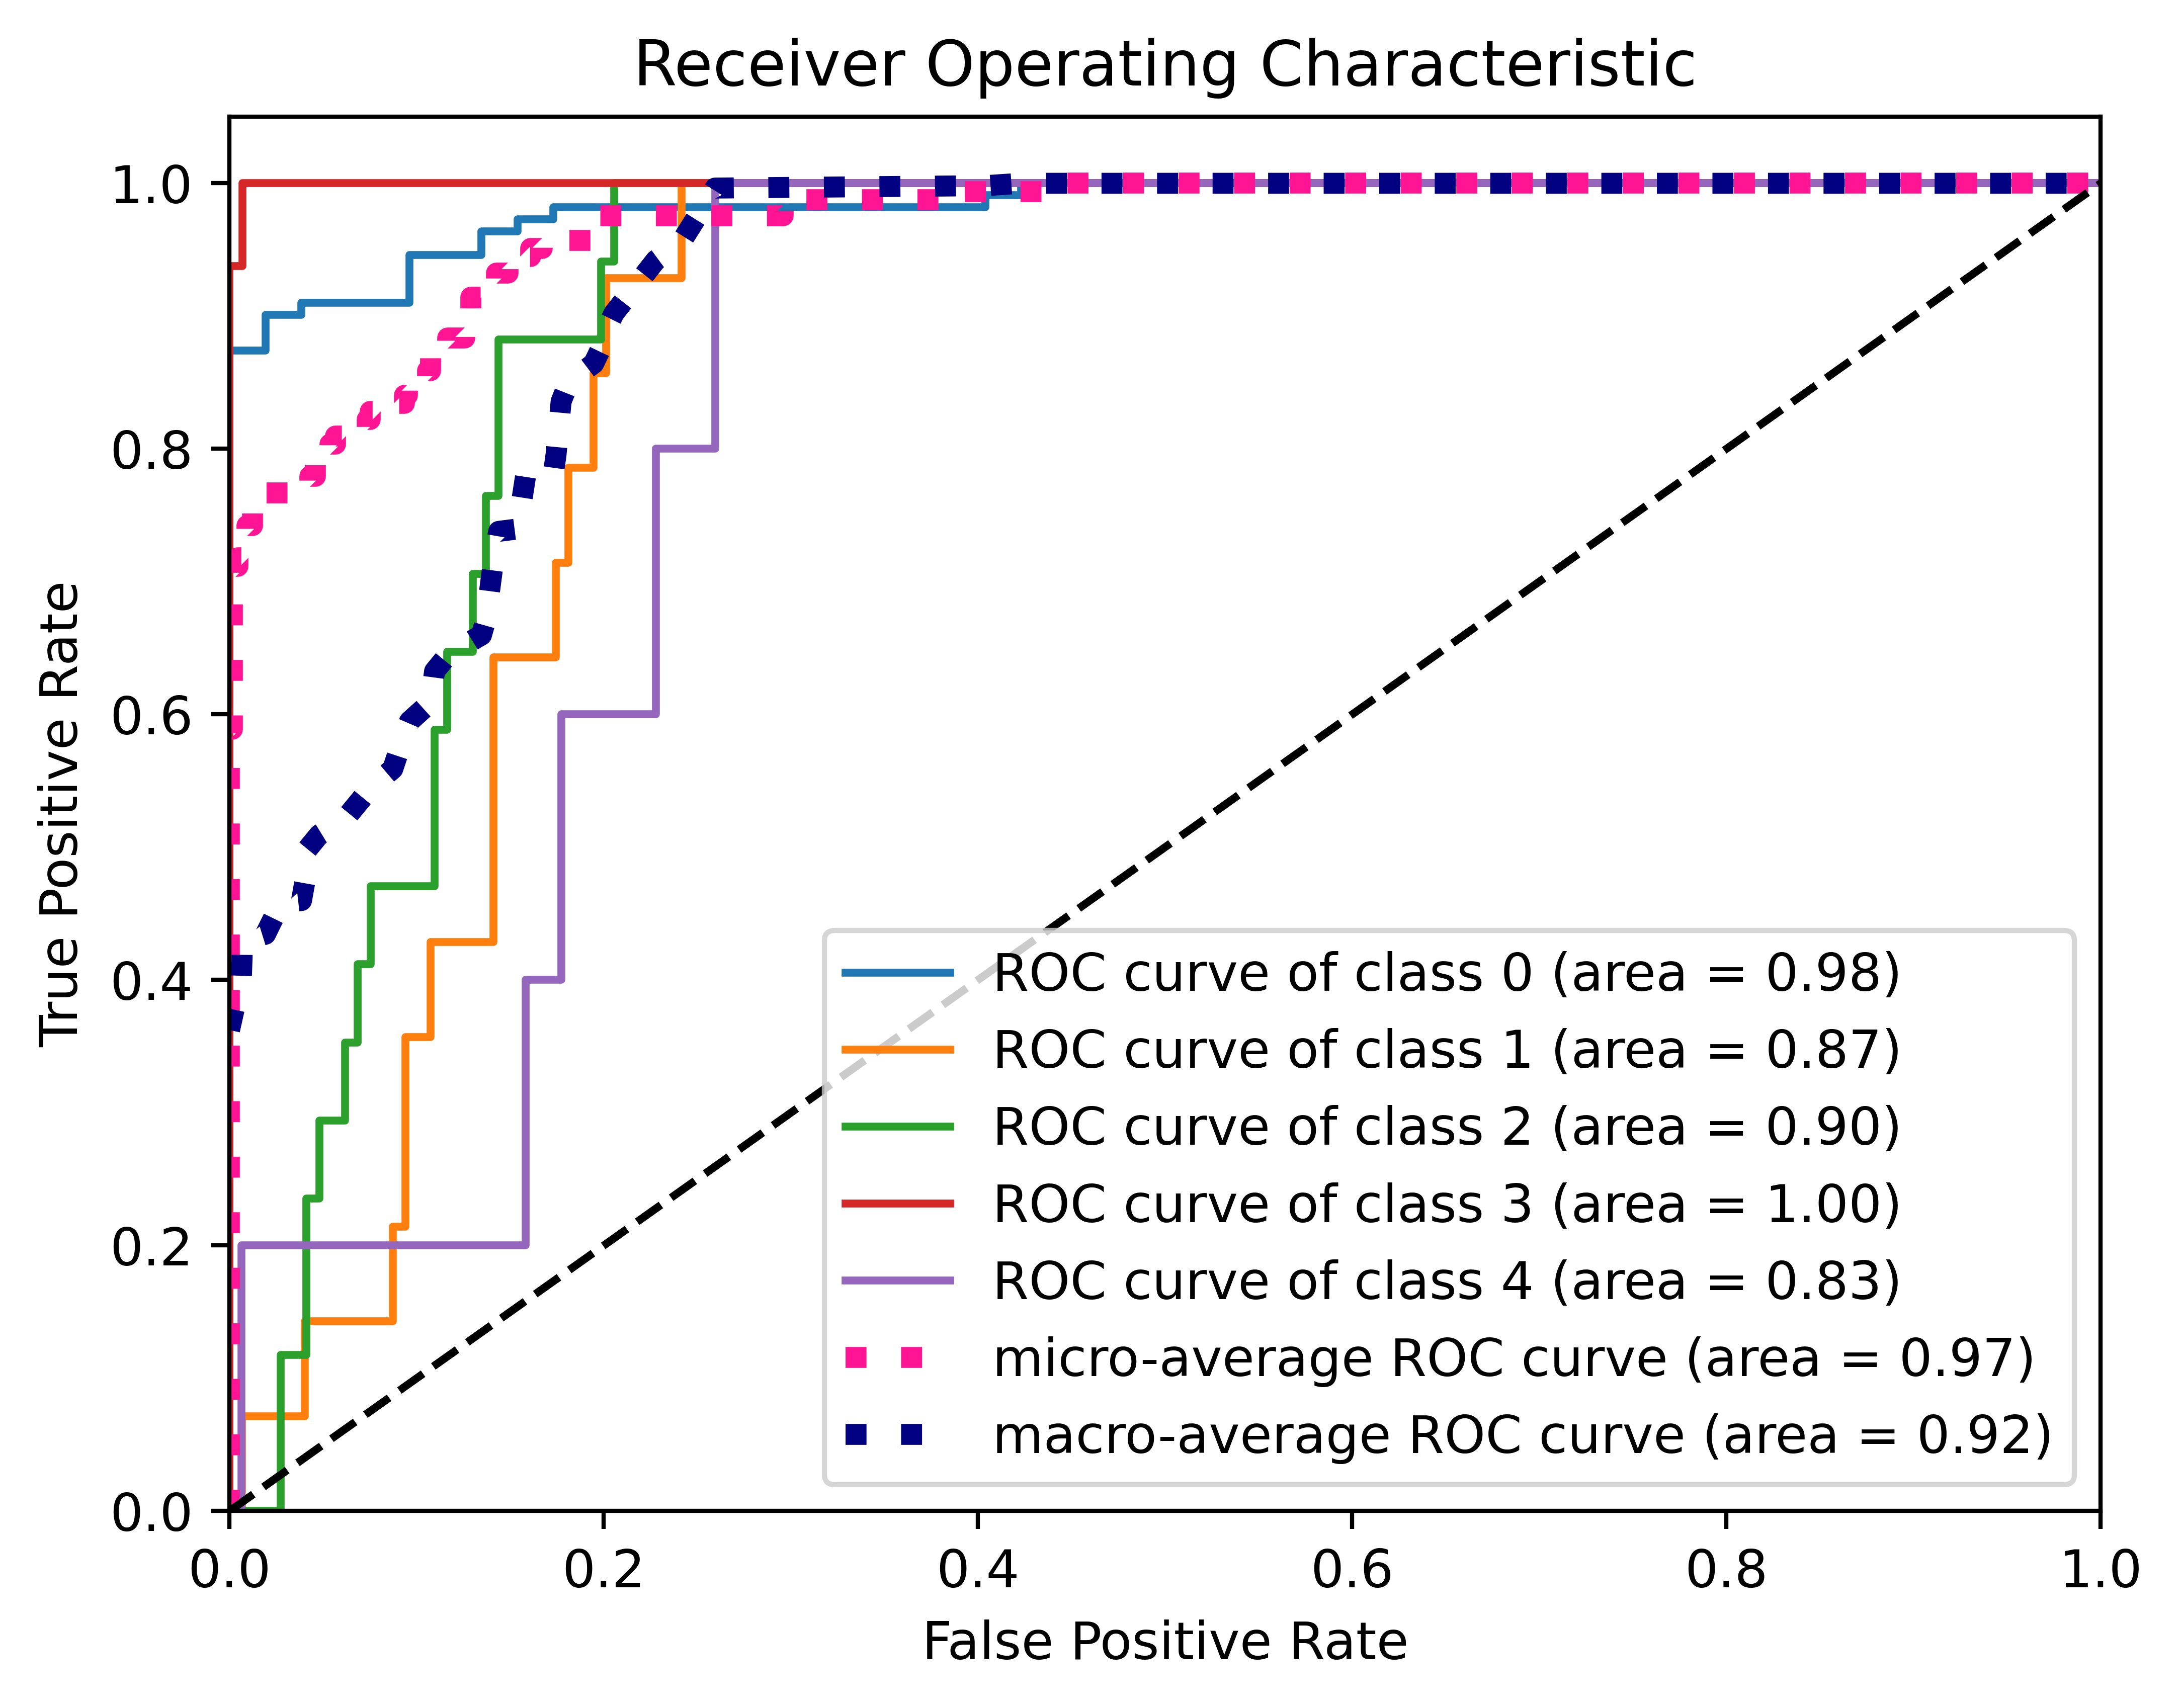 Receiver Operating Characteristic
1.0
0.8
0.6
0.4
0.2
0.0
True Positive Rate
ROC curve of class 0 (area = 0.98)
ROC curve of class 1 (area = 0.87)
ROC curve of class 2 (area = 0.90)
ROC curve of class 3 (area = 1.00)
ROC curve of class 4 (area = 0.83)
micro-average ROC curve (area = 0.97)
macro-average ROC curve (area = 0.92)
0.0 0.2 0.4 0.6 0.8 1.0
False Positive Rate